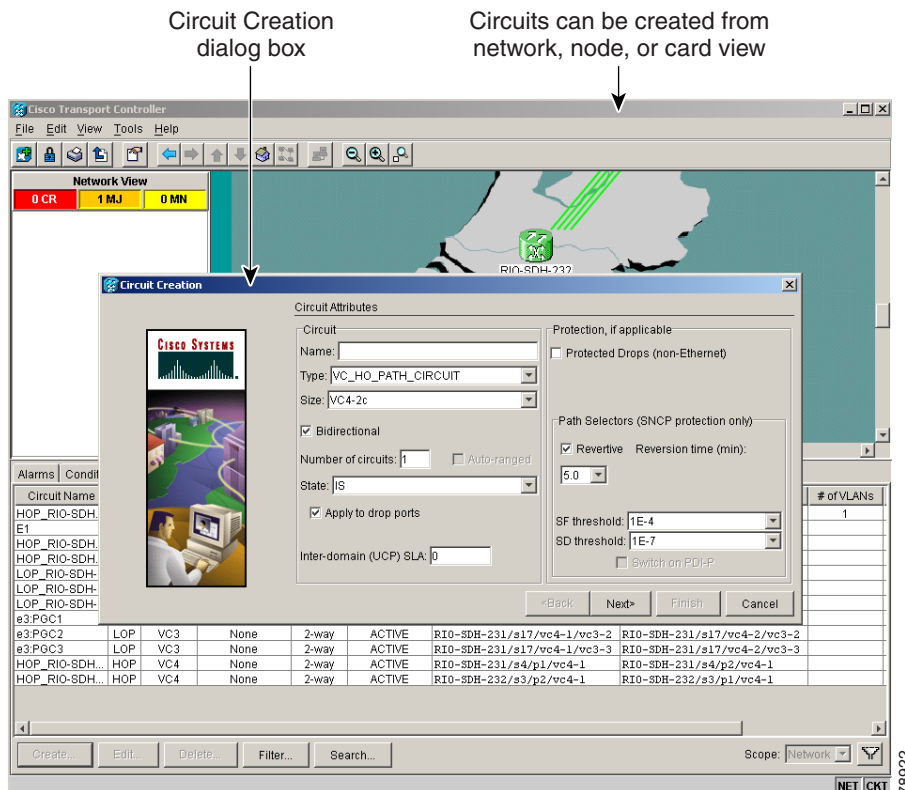 Circuit Creation
dialog box
Circuits can be created from
network, node, or card view
Cisco Transport Controller
File Edit View Tools Help
Network View
0 CR 1 MJ 0 MN
RIO-SDH-232
Circuit Creation
CISCO SYSTEMS
Circuit Attributes
Circuit
Name:
Type: VC_HO_PATH_CIRCUIT
Size: VC4-2c
Bidirectional
Number of circuits: 1 Auto-ranged
State: IS
Apply to drop ports
Inter-domain (UCP) SLA: 0
Protection, if applicable
Protected Drops (non-Ethernet)
Path Selectors (SNCP protection only)
Revertive Reversion time (min):
5.0
SF threshold: 1E-4
SD threshold: 1E-7
Switch on PDI-P
<Back Next> Finish Cancel
Alarms Condit
Circuit Name # of VLANs
HOP_RIO-SDH. 1
E1
HOP_RIO-SDH.
HOP_RIO-SDH.
LOP_RIO-SDH-
LOP_RIO-SDH-
LOP_RIO-SDH-
e3:PGC1
e3:PGC2 LOP VC3 None 2-way ACTIVE RIO-SDH-231/s17/vc4-1/vc3-2 RIO-SDH-231/s17/vc4-2/vc3-2
e3:PGC3 LOP VC3 None 2-way ACTIVE RIO-SDH-231/s17/vc4-1/vc3-3 RIO-SDH-231/s17/vc4-2/vc3-3
HOP_RIO-SDH... HOP VC4 None 2-way ACTIVE RIO-SDH-231/s4/p1/vc4-1 RIO-SDH-231/s4/p2/vc4-1
HOP_RIO-SDH... HOP VC4 None 2-way ACTIVE RIO-SDH-232/s3/p2/vc4-1 RIO-SDH-232/s3/p1/vc4-1
Create... Edit... Delete... Filter... Search... Scope: Network
NET CKT
78922